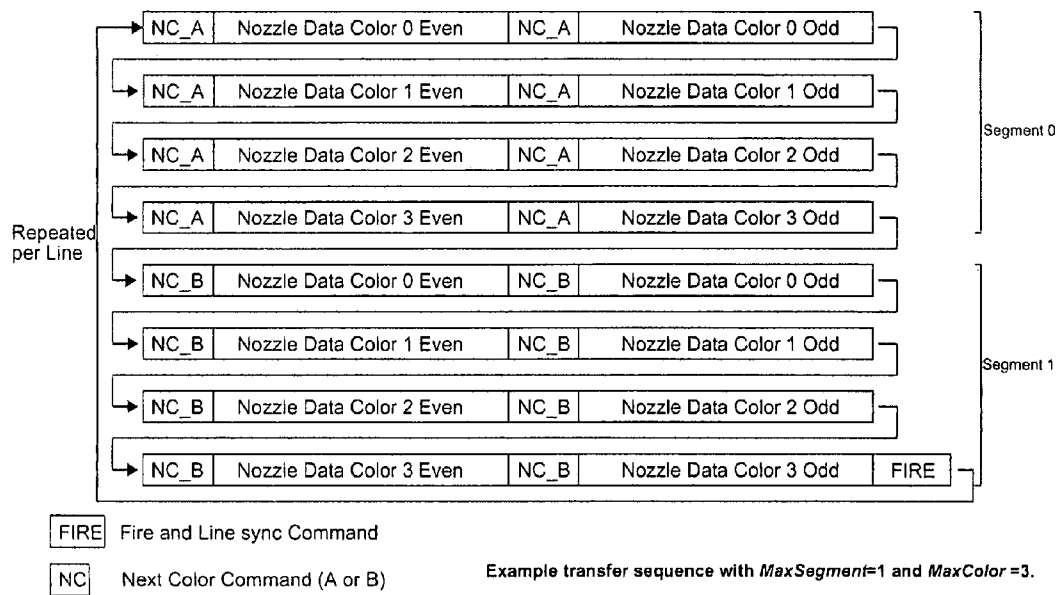 NC_A Nozzle Data Color 0 Even NC_A Nozzle Data Color 0 Odd
NC_A Nozzle Data Color 1 Even NC_A Nozzle Data Color 1 Odd
Segment 0
NC_A Nozzle Data Color 2 Even NC_A Nozzle Data Color 2 Odd
NC_A Nozzle Data Color 3 Even NC_A Nozzle Data Color 3 Odd
Repeated
per Line
NC_B Nozzle Data Color 0 Even NC_B Nozzle Data Color 0 Odd
NC_B Nozzle Data Color 1 Even NC_B Nozzle Data Color 1 Odd
Segment 1
NC_B Nozzle Data Color 2 Even NC_B Nozzle Data Color 2 Odd
NC_B Nozzle Data Color 3 Even NC_B Nozzle Data Color 3 Odd FIRE
FIRE Fire and Line sync Command
NC Next Color Command (A or B)
Example transfer sequence with MaxSegment=1 and MaxColor =3.